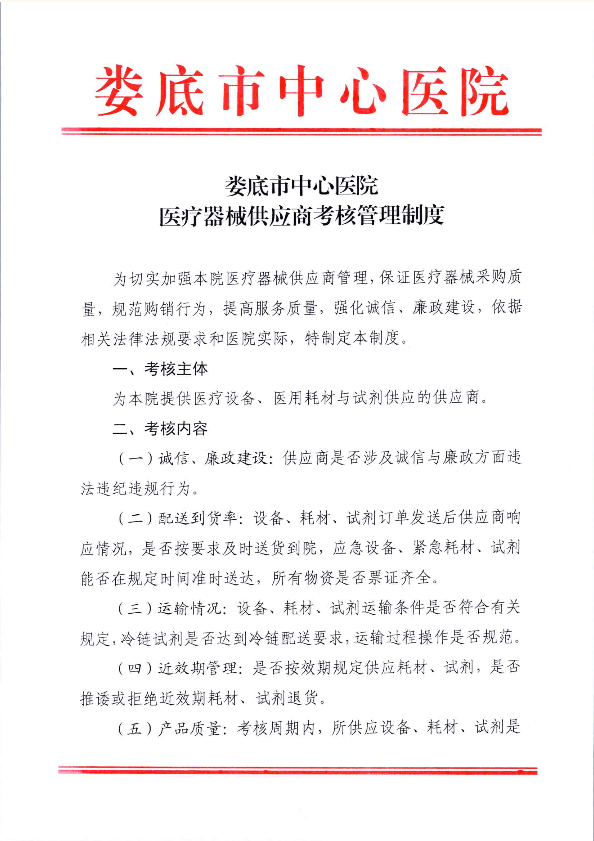 娄底市中心医院
娄底市中心医院
医疗器械供应商考核管理制度
为切实加强本院医疗器械供应商管理，保证医疗器械采购质
量，规范购销行为，提高服务质量，强化诚信、廉政建设，依据
相关法律法规要求和医院实际，特制定本制度。
一、考核主体
为本院提供医疗设备、医用耗材与试剂供应的供应商。
二、考核内容
（一）诚信、廉政建设：供应商是否涉及诚信与廉政方面违
法违纪违规行为。
（二）配送到货率：设备、耗材、试剂订单发送后供应商响
应情况，是否按要求及时送货到院，应急设备、紧急耗材、试剂
能否在规定时间准时送达，所有物资是否票证齐全。
（三）运输情况：设备、耗材、试剂运输条件是否符合有关
规定，冷链试剂是否达到冷链配送要求，运输过程操作是否规范。
（四）近效期管理：是否按效期规定供应耗材、试剂，是否
推诿或拒绝近效期耗材、试剂退货。
（五）产品质量：考核周期内，所供应设备、耗材、试剂是